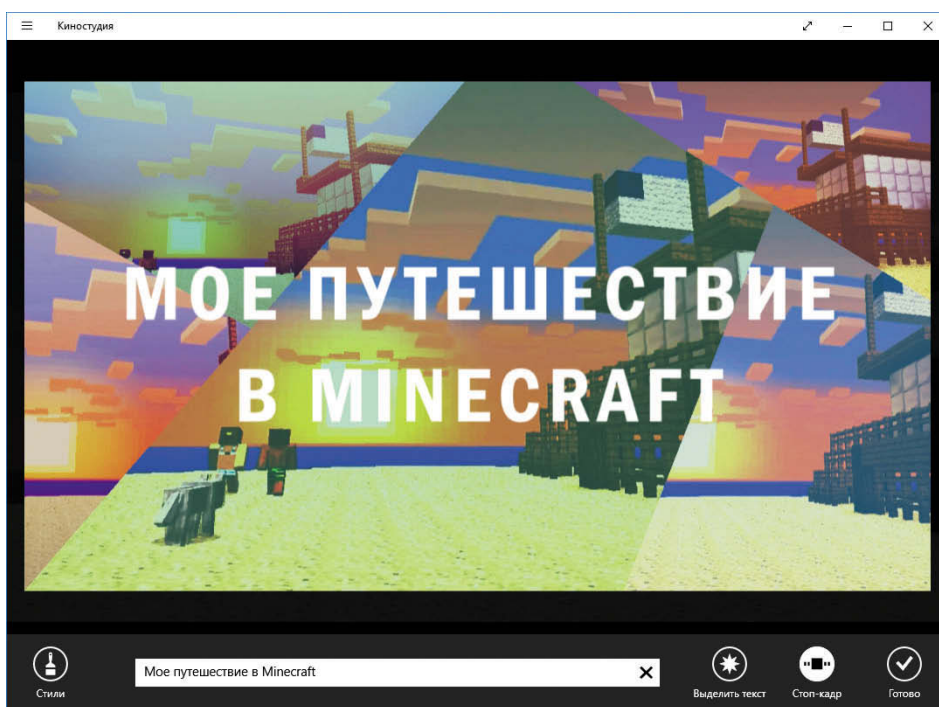 Киностудия
МОЕ ПУТЕШЕСТВИЕ
В MINECRAFT
Мое путешествие в Minecraft
Стили
Выделить текст
Стоп-кадр
Готово